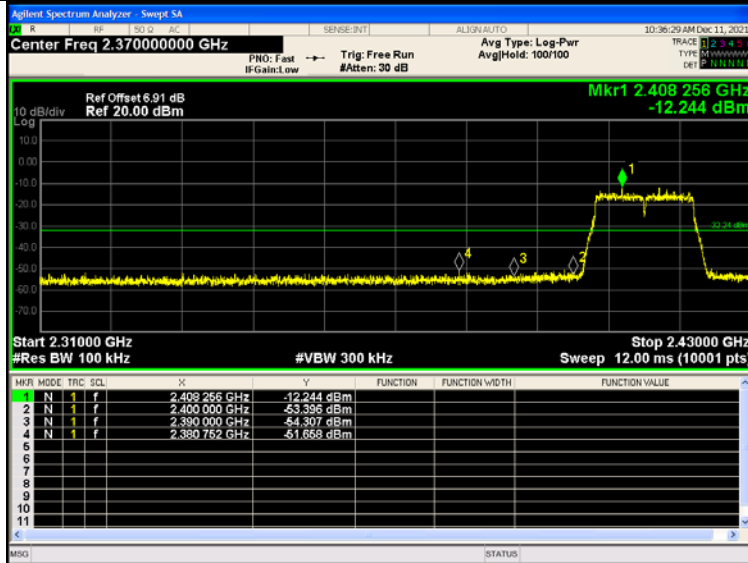 Agilent Spectrum Analyzer - Swept SA
R RF 50 Ω AC SENSE:INT ALIGN AUTO 10:36:29 AM Dec 11, 2021
Center Freq 2.370000000 GHz
PNO: Fast
IFGain:Low
Trig: Free Run
#Atten: 30 dB
Avg Type: Log-Pwr
Avg|Hold: 100/100
TRACE 1 2 3 4 5
TYPE M
DET P N N N N
Ref Offset 6.91 dB
Ref 20.00 dBm
10 dB/div
Log
Mkr1 2.408 256 GHz
-12.244 dBm
10.0
0.00
-10.0
-20.0
-30.0
-40.0
-50.0
-60.0
-70.0
1
4
3
2
Start 2.31000 GHz
Stop 2.43000 GHz
#Res BW 100 kHz
#VBW 300 kHz
Sweep 12.00 ms (10001 pts)
MKR MODE TRC SCL X Y FUNCTION FUNCTION WIDTH FUNCTION VALUE
1 N 1 f 2.408 256 GHz -12.244 dBm
2 N 1 f 2.400 000 GHz -53.396 dBm
3 N 1 f 2.390 000 GHz -54.307 dBm
4 N 1 f 2.380 752 GHz -51.658 dBm
5
6
7
8
9
10
11
MSG STATUS